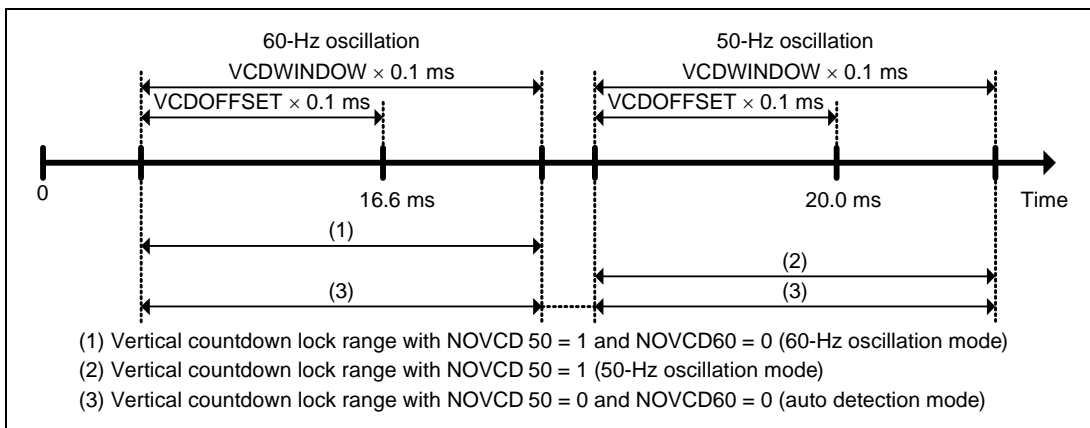 60-Hz oscillation
50-Hz oscillation
VCDWINDOW × 0.1 ms
VCDWINDOW × 0.1 ms
VCDOFFSET × 0.1 ms
VCDOFFSET × 0.1 ms
0
16.6 ms
20.0 ms
Time
(1)
(2)
(3)
(3)
(1) Vertical countdown lock range with NOVCD 50 = 1 and NOVCD60 = 0 (60-Hz oscillation mode)
(2) Vertical countdown lock range with NOVCD 50 = 1 (50-Hz oscillation mode)
(3) Vertical countdown lock range with NOVCD 50 = 0 and NOVCD60 = 0 (auto detection mode)